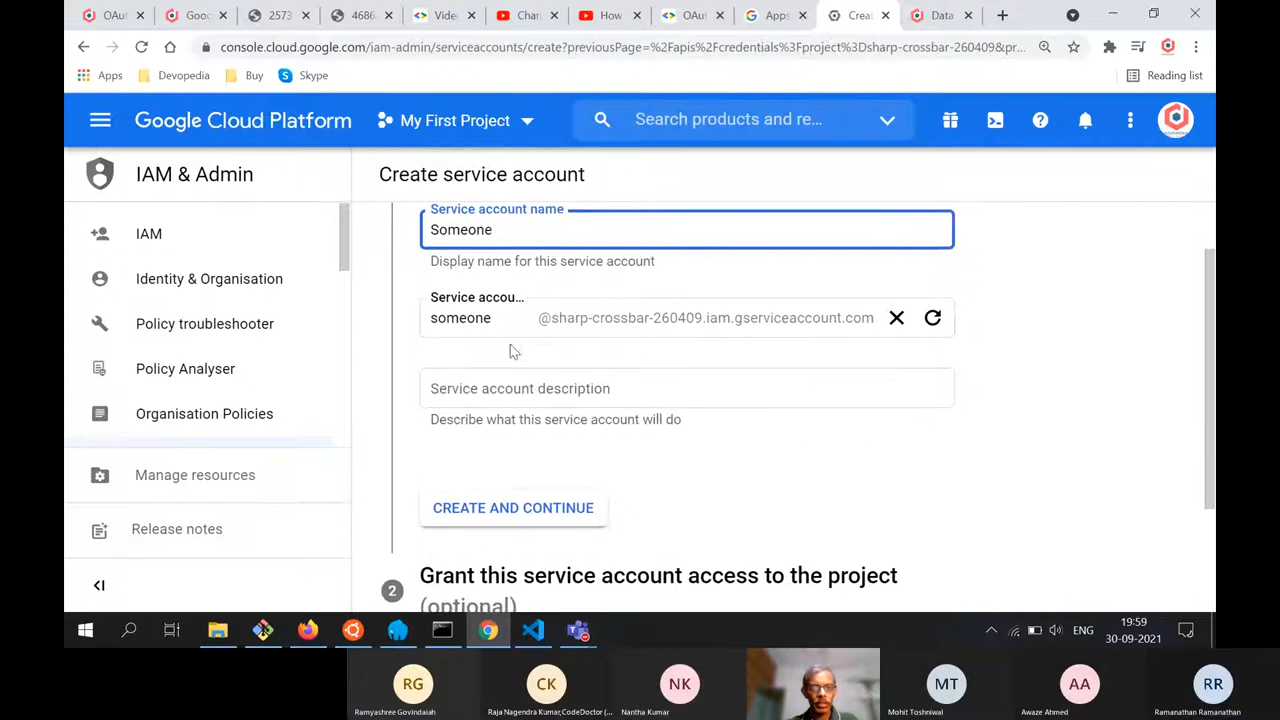 OAut
Goog
2573
4686
Video
Chan
How
OAut
Apps
Creat
Data
console.cloud.google.com/iam-admin/serviceaccounts/create?previousPage=%2Fapis%2Fcredentials%3Fproject%3Dsharp-crossbar-260409&pr...
Apps
Devopedia
Buy
Skype
Reading list
Google Cloud Platform
My First Project
Search products and re...
IAM & Admin
Create service account
IAM
Identity & Organisation
Policy troubleshooter
Policy Analyser
Organisation Policies
Manage resources
Release notes
Service account name
Someone
Display name for this service account
Service accou...
someone @sharp-crossbar-260409.iam.gserviceaccount.com
Service account description
Describe what this service account will do
CREATE AND CONTINUE
2 Grant this service account access to the project
(optional)
ENG
19:59
30-09-2021
RG
CK
NK
MT
AA
RR
Ramyashree Govindaiah
Raja Nagendra Kumar,CodeDoctor (...
Nantha Kumar
Mohit Toshniwal
Awaze Ahmed
Ramanathan Ramanathan